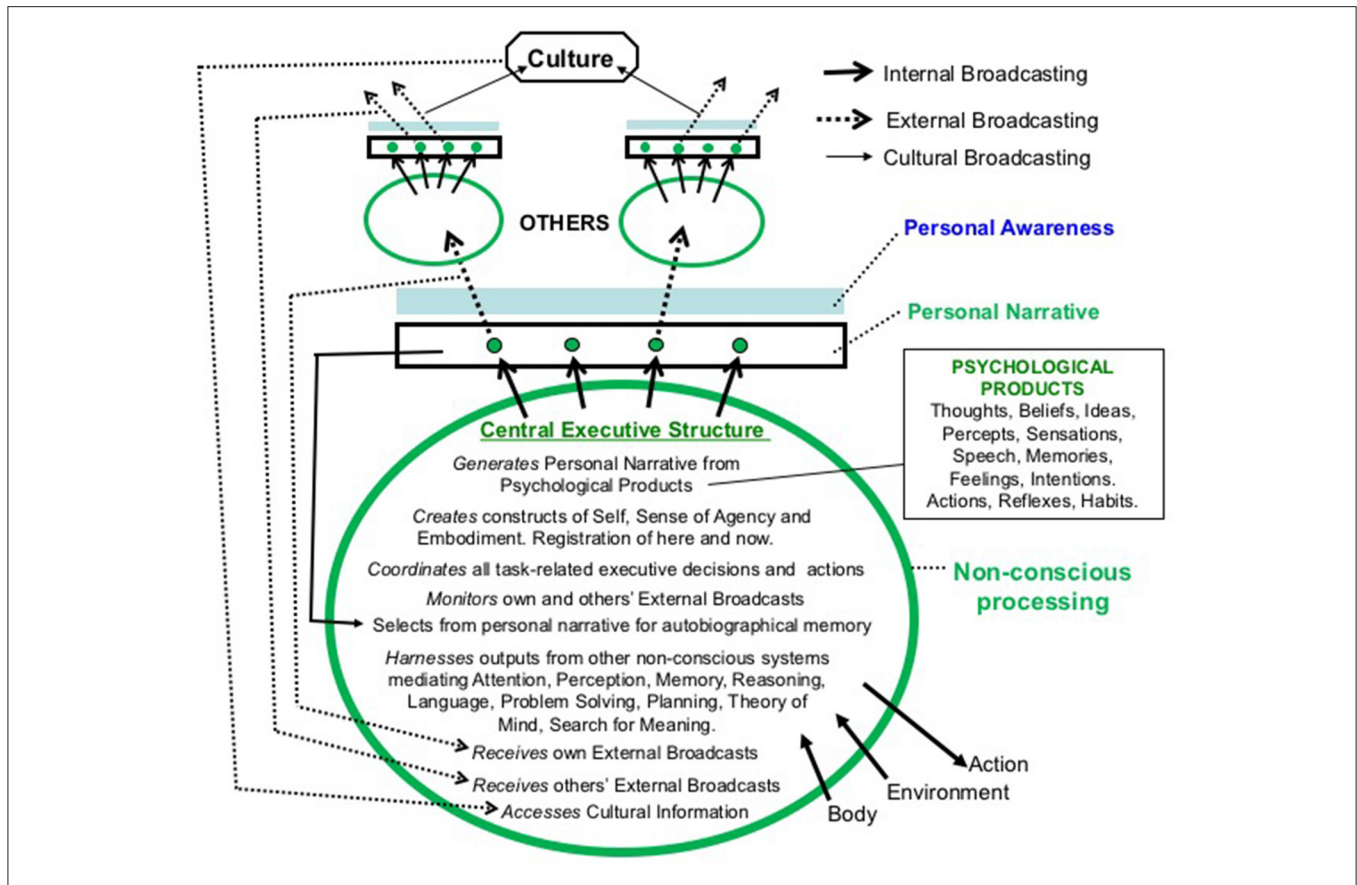 Culture
Internal Broadcasting
External Broadcasting
Cultural Broadcasting
OTHERS
Personal Awareness
Personal Narrative
PSYCHOLOGICAL
PRODUCTS
Thoughts, Beliefs, Ideas,
Percepts, Sensations,
Speech, Memories,
Feelings, Intentions.
Actions, Reflexes, Habits.
Central Executive Structure
Generates Personal Narrative from
Psychological Products
Creates constructs of Self, Sense of Agency and
Embodiment. Registration of here and now.
Coordinates all task-related executive decisions and actions
Monitors own and others' External Broadcasts
Selects from personal narrative for autobiographical memory
Harnesses outputs from other non-conscious systems
mediating Attention, Perception, Memory, Reasoning,
Language, Problem Solving, Planning, Theory of
Mind, Search for Meaning.
Receives own External Broadcasts
Receives others' External Broadcasts
Accesses Cultural Information
Non-conscious
processing
Action
Environment
Body